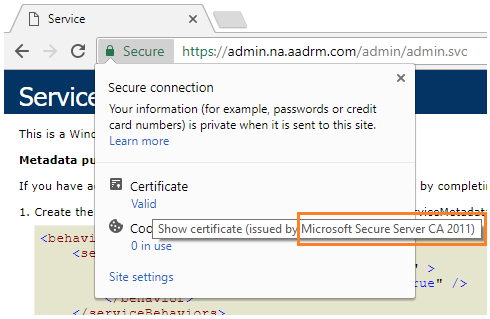 Service
Secure https://admin.na.aadrm.com/admin/admin.svc
Service
Secure connection
Your information (for example, passwords or credit
card numbers) is private when it is sent to this site.
Learn more
This is a Wind
Metadata pu
If you have ac by completin
Certificate
Valid
1. Create the serviceMetadata
Coo
Show certificate (issued by Microsoft Secure Server CA 2011)
0 in use
<behavio
<se
" >
rue" />
Site settings
</behavior>
</serviceBehaviors>